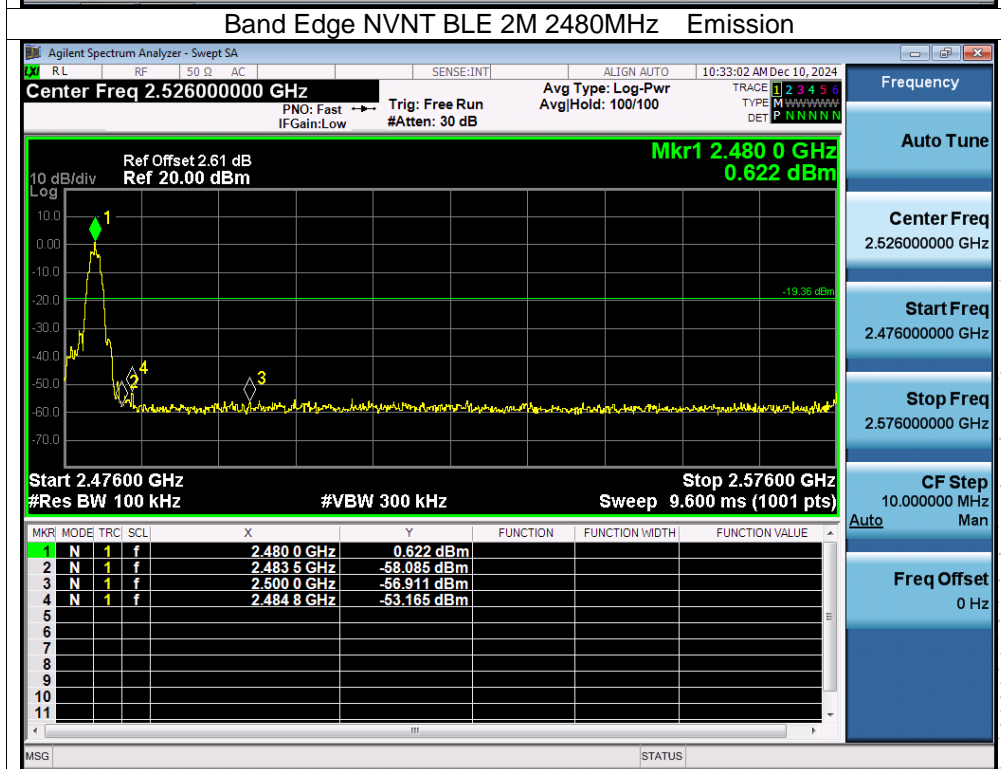 Band Edge NVNT BLE 2M 2480MHz Emission
Agilent Spectrum Analyzer - Swept SA
LXI RL RF 50 Ω AC SENSE:INT ALIGN AUTO 10:33:02 AM Dec 10, 2024
Center Freq 2.526000000 GHz
PNO: Fast
IFGain:Low
Trig: Free Run
#Atten: 30 dB
Avg Type: Log-Pwr
Avg|Hold: 100/100
TRACE 1 2 3 4 5 6
TYPE M WWWWW
DET P N N N N N
Frequency
Auto Tune
Center Freq
2.526000000 GHz
Start Freq
2.476000000 GHz
Stop Freq
2.576000000 GHz
CF Step
10.000000 MHz
Auto Man
Freq Offset
0 Hz
Mkr1 2.480 0 GHz
0.622 dBm
Ref Offset 2.61 dB
10 dB/div Ref 20.00 dBm
Log
10.0
0.00
-10.0
-20.0
-30.0
-40.0
-50.0
-60.0
-70.0
1
-19.36 dBm
4
2
3
Start 2.47600 GHz Stop 2.57600 GHz
#Res BW 100 kHz #VBW 300 kHz Sweep 9.600 ms (1001 pts)
MKR MODE TRC SCL X Y FUNCTION FUNCTION WIDTH FUNCTION VALUE
1 N 1 f 2.480 0 GHz 0.622 dBm
2 N 1 f 2.483 5 GHz -58.085 dBm
3 N 1 f 2.500 0 GHz -56.911 dBm
4 N 1 f 2.484 8 GHz -53.165 dBm
5
6
7
8
9
10
11
MSG STATUS